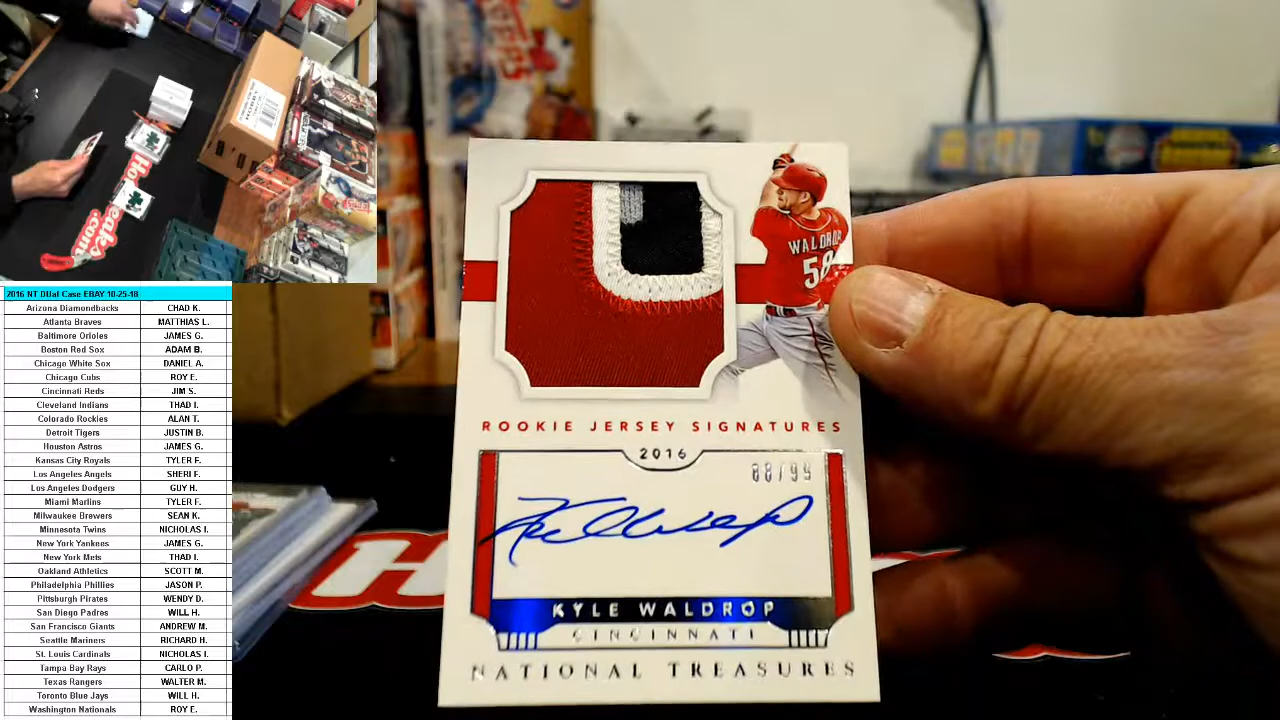 2016 NT DUal Case EBAY 10-25-18
Arizona Diamondbacks CHAD K.
Atlanta Braves MATTHIAS L.
Baltimore Orioles JAMES G.
Boston Red Sox ADAM B.
Chicago White Sox DANIEL A.
Chicago Cubs ROY E.
Cincinnati Reds JIM S.
Cleveland Indians THAD I.
Colorado Rockies ALAN T.
Detroit Tigers JUSTIN B.
Houston Astros JAMES G.
Kansas City Royals TYLER F.
Los Angeles Angels SHERI F.
Los Angeles Dodgers GUY H.
Miami Marlins TYLER F.
Milwaukee Brewers SEAN K.
Minnesota Twins NICHOLAS I.
New York Yankees JAMES G.
New York Mets THAD I.
Oakland Athletics SCOTT M.
Philadelphia Phillies JASON P.
Pittsburgh Pirates WENDY D.
San Diego Padres WILL H.
San Francisco Giants ANDREW M.
Seattle Mariners RICHARD H.
St. Louis Cardinals NICHOLAS I.
Tampa Bay Rays CARLO P.
Texas Rangers WALTER M.
Toronto Blue Jays WILL H.
Washington Nationals ROY E.
WALDROP
58
ROOKIE JERSEY SIGNATURES
2016
88/99
KYLE WALDROP
CINCINNATI
NATIONAL TREASURES